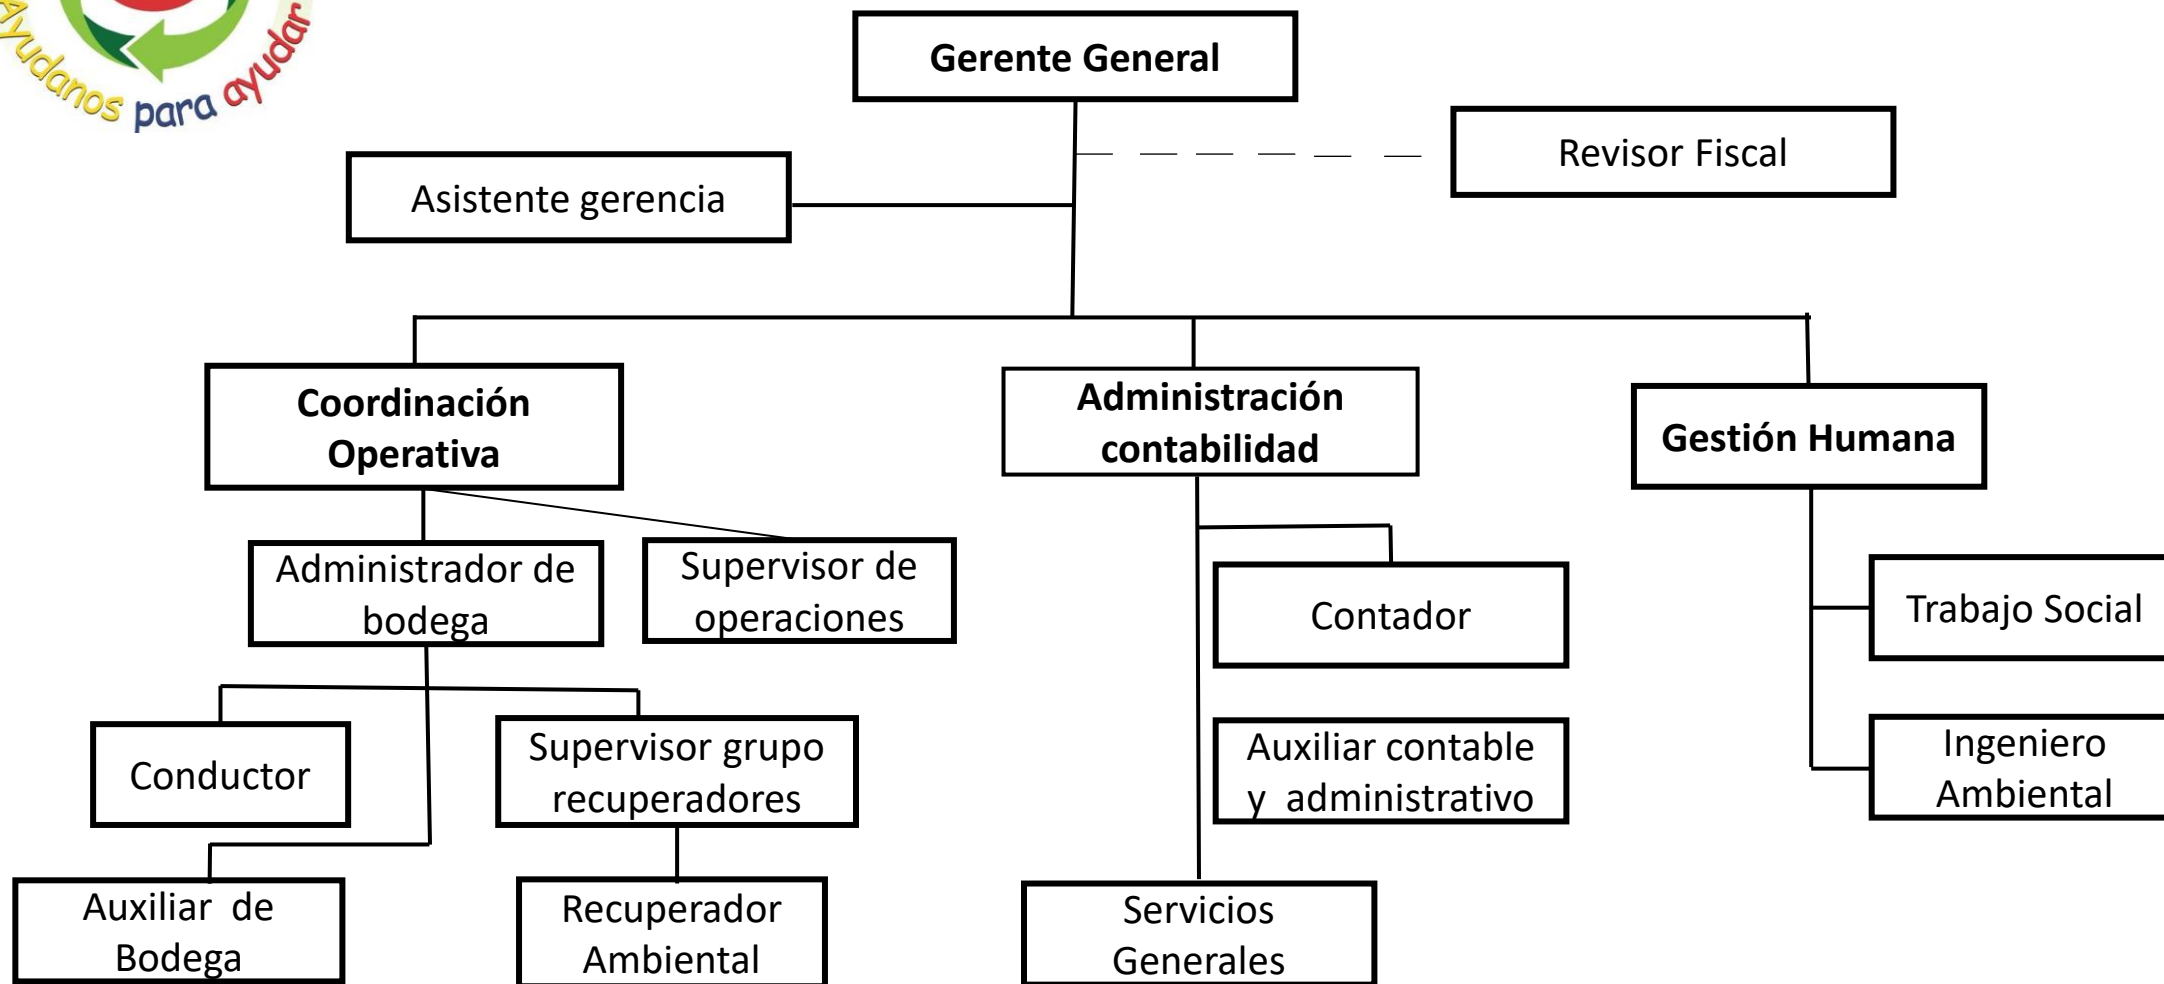 Ayudanos para ayudar
Gerente General
Revisor Fiscal
Asistente gerencia
Coordinación
Operativa
Administración
contabilidad
Gestión Humana
Administrador de
bodega
Supervisor de
operaciones
Contador
Trabajo Social
Conductor
Supervisor grupo
recuperadores
Auxiliar contable
y administrativo
Ingeniero
Ambiental
Auxiliar de
Bodega
Recuperador
Ambiental
Servicios
Generales